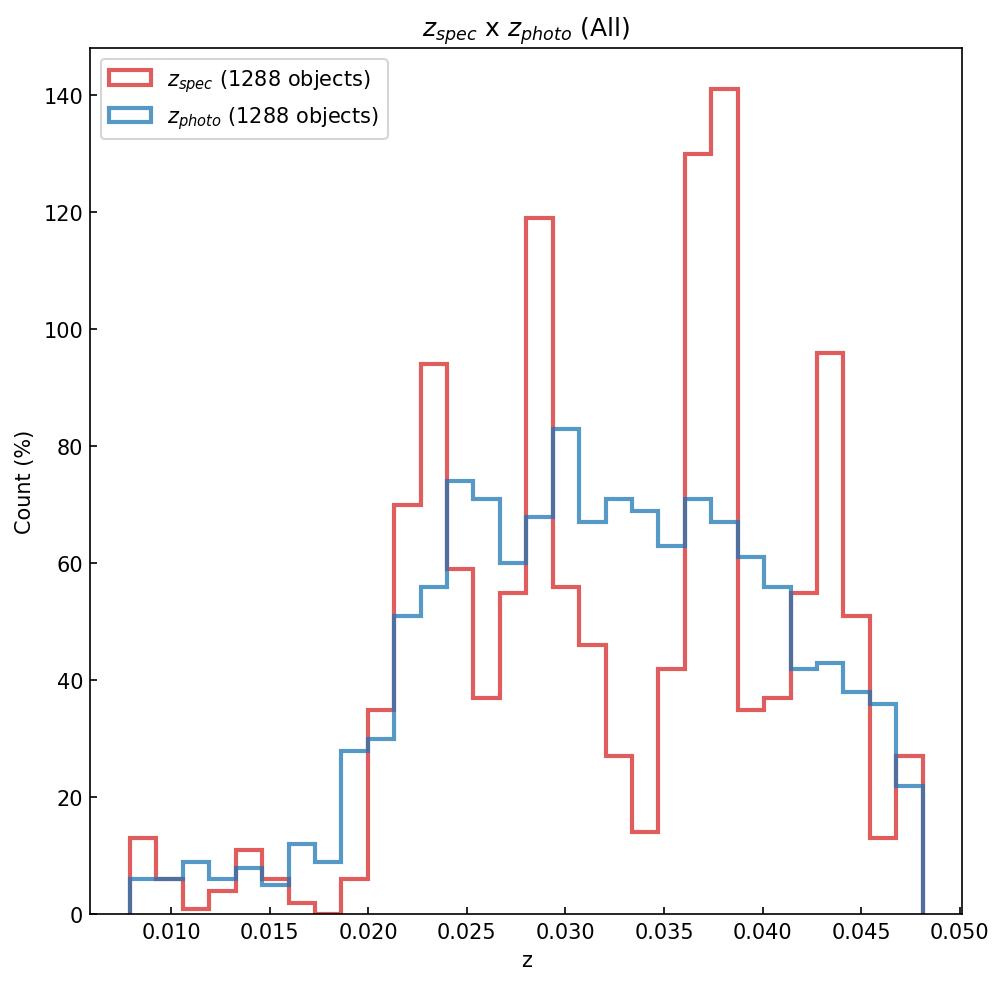 z_spec x z_photo (All)
z_spec (1288 objects)
z_photo (1288 objects)
Count (%)
140
120
100
80
60
40
20
0
0.010 0.015 0.020 0.025 0.030 0.035 0.040 0.045 0.050
z